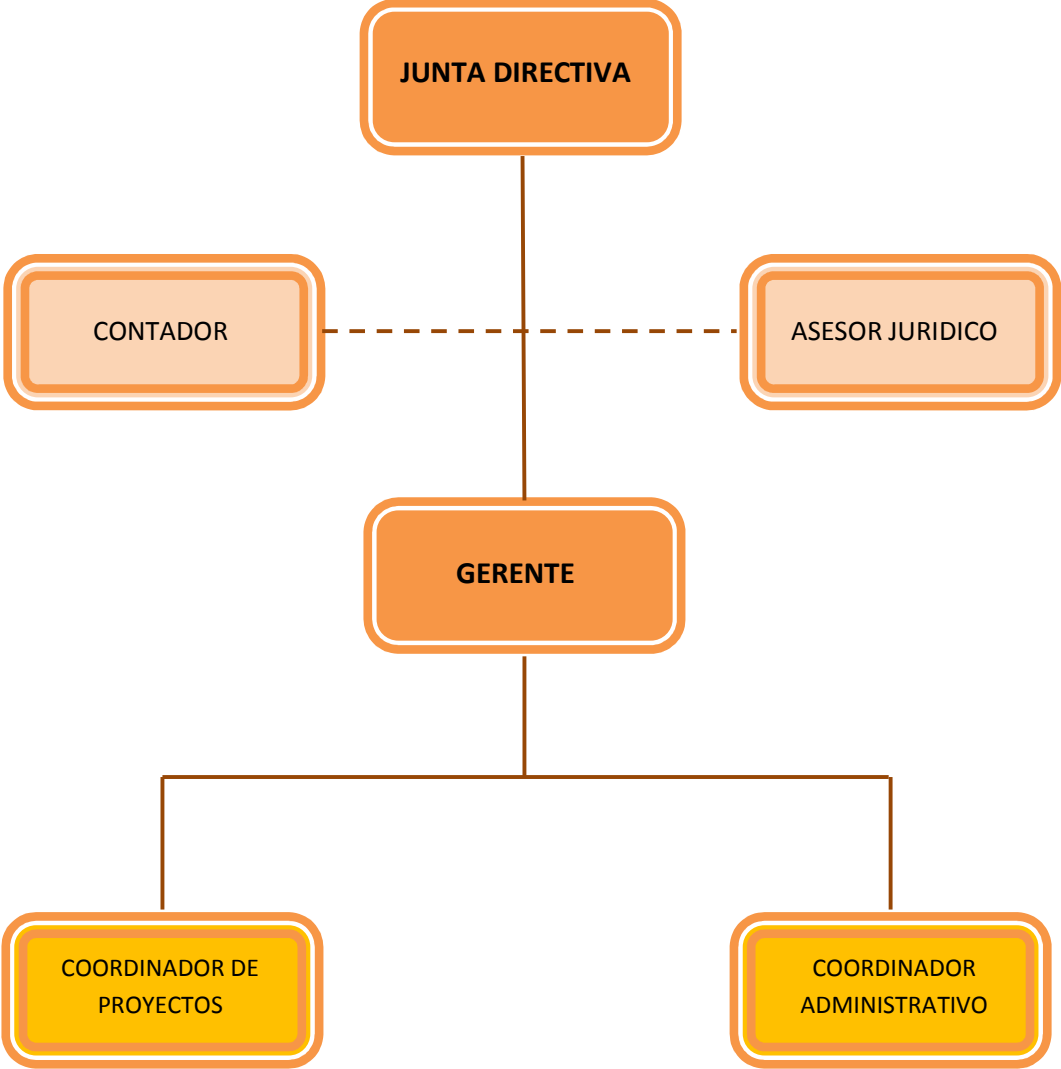 JUNTA DIRECTIVA
CONTADOR
ASESOR JURIDICO
GERENTE
COORDINADOR DE
PROYECTOS
COORDINADOR
ADMINISTRATIVO